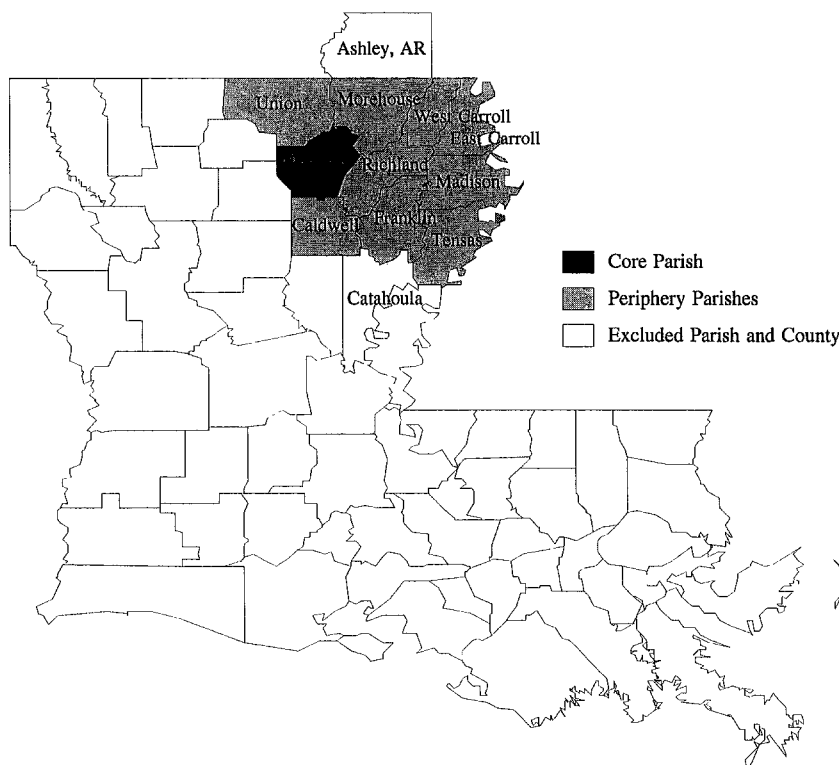 Ashley, AR
Union
Morehouse
West Carroll
East Carroll
Richland
Madison
Caldwell
Franklin
Tensas
Catahoula
Core Parish
Periphery Parishes
Excluded Parish and County